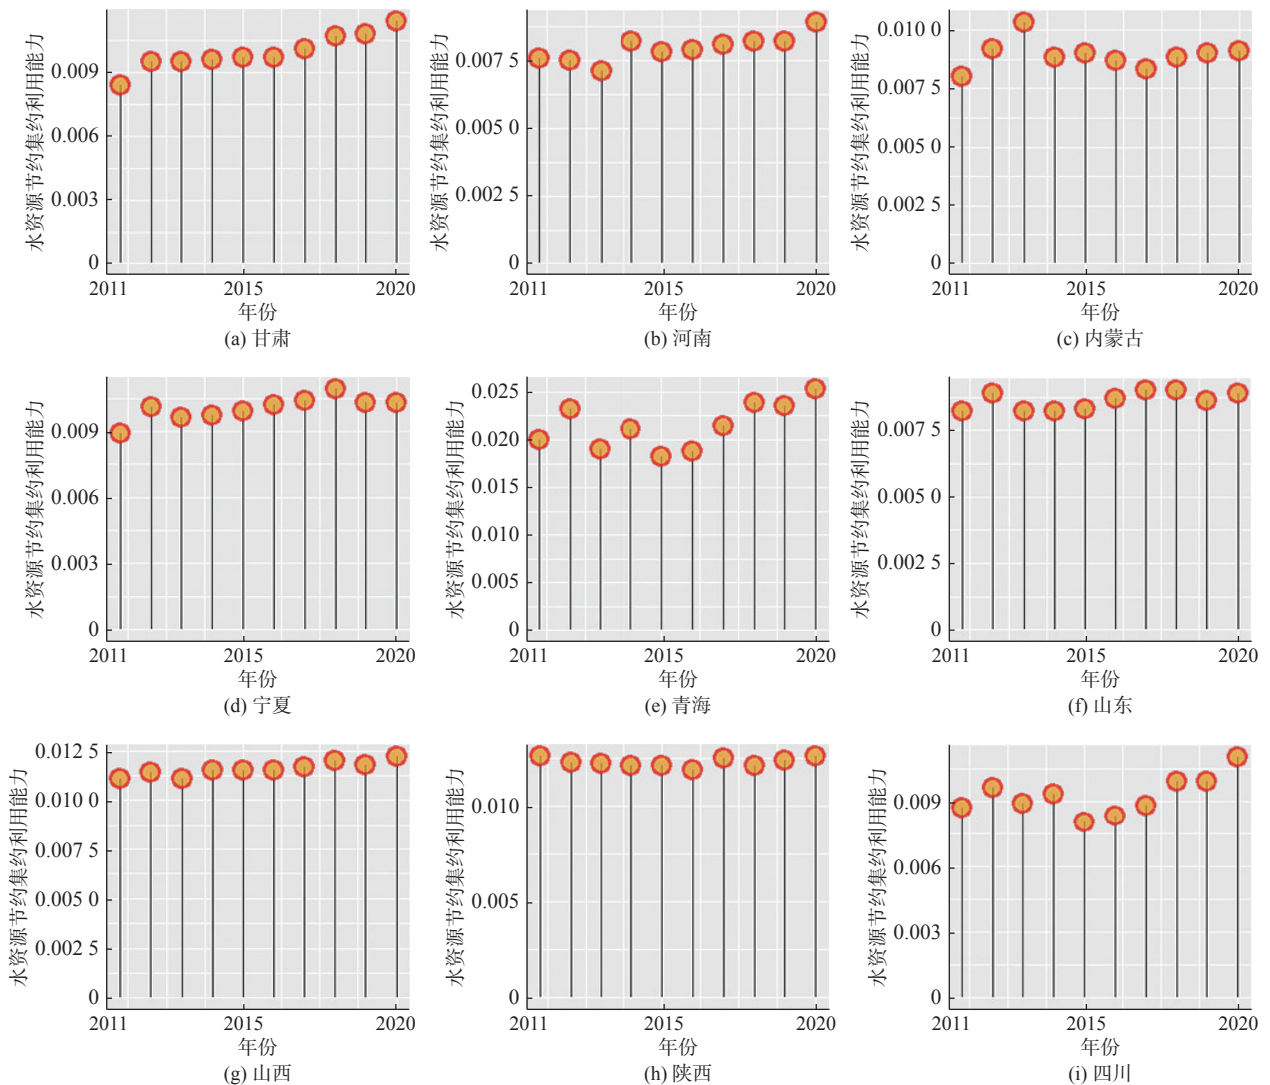 水资源节约集约利用能力
0.009
0.006
0.003
0
2011
2015
2020
年份
(a) 甘肃
水资源节约集约利用能力
0.007 5
0.005 0
0.002 5
0
2011
2015
2020
年份
(b) 河南
水资源节约集约利用能力
0.010 0
0.007 5
0.005 0
0.002 5
0
2011
2015
2020
年份
(c) 内蒙古
水资源节约集约利用能力
0.009
0.006
0.003
0
2011
2015
2020
年份
(d) 宁夏
水资源节约集约利用能力
0.025
0.020
0.015
0.010
0.005
0
2011
2015
2020
年份
(e) 青海
水资源节约集约利用能力
0.007 5
0.005 0
0.002 5
0
2011
2015
2020
年份
(f) 山东
水资源节约集约利用能力
0.012 5
0.010 0
0.007 5
0.005 0
0.002 5
0
2011
2015
2020
年份
(g) 山西
水资源节约集约利用能力
0.010
0.005
0
2011
2015
2020
年份
(h) 陕西
水资源节约集约利用能力
0.009
0.006
0.003
0
2011
2015
2020
年份
(i) 四川